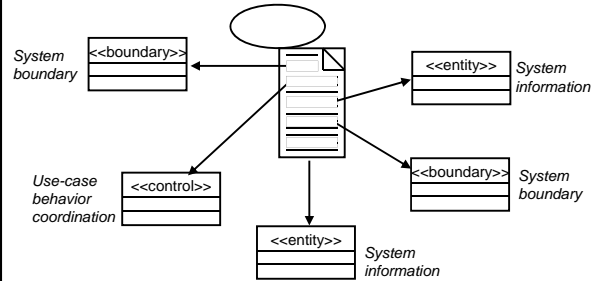 System
boundary
<<boundary>>
<<entity>>
System
information
Use-case
behavior
coordination
<<control>>
<<boundary>>
System
boundary
<<entity>>
System
information